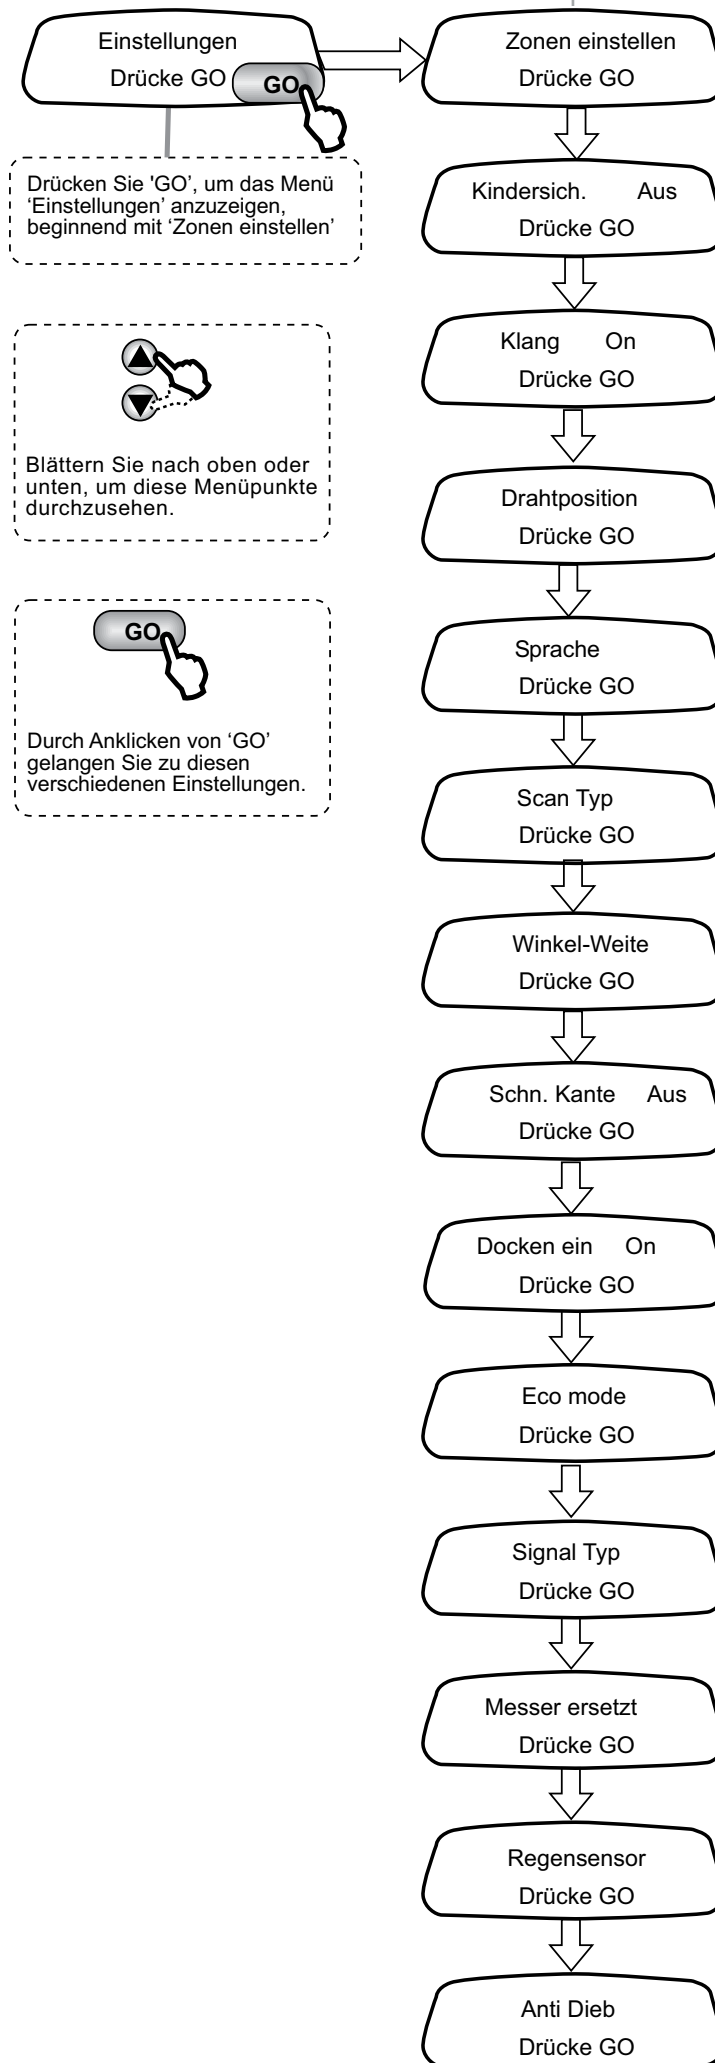 Einstellungen
Drücke GO
GO
Drücken Sie 'GO', um das Menü
‘Einstellungen’ anzuzeigen,
beginnend mit ‘Zonen einstellen’
Blättern Sie nach oben oder
unten, um diese Menüpunkte
durchzusehen.
GO
Durch Anklicken von ‘GO’
gelangen Sie zu diesen
verschiedenen Einstellungen.
Zonen einstellen
Drücke GO
Kindersich. Aus
Drücke GO
Klang On
Drücke GO
Drahtposition
Drücke GO
Sprache
Drücke GO
Scan Typ
Drücke GO
Winkel-Weite
Drücke GO
Schn. Kante Aus
Drücke GO
Docken ein On
Drücke GO
Eco mode
Drücke GO
Signal Typ
Drücke GO
Messer ersetzt
Drücke GO
Regensensor
Drücke GO
Anti Dieb
Drücke GO